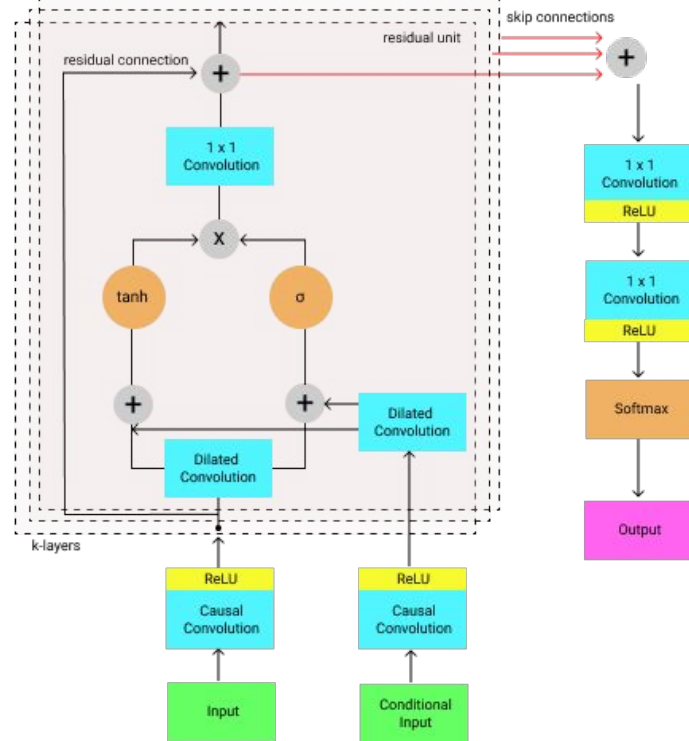 skip connections
residual unit
+
residual connection
+
1 x 1
Convolution
1 x 1
Convolution
ReLU
X
tanh
σ
1 x 1
Convolution
ReLU
+
+
Dilated
Convolution
Softmax
Dilated
Convolution
Output
k-layers
ReLU
Causal
Convolution
ReLU
Causal
Convolution
Input
Conditional
Input